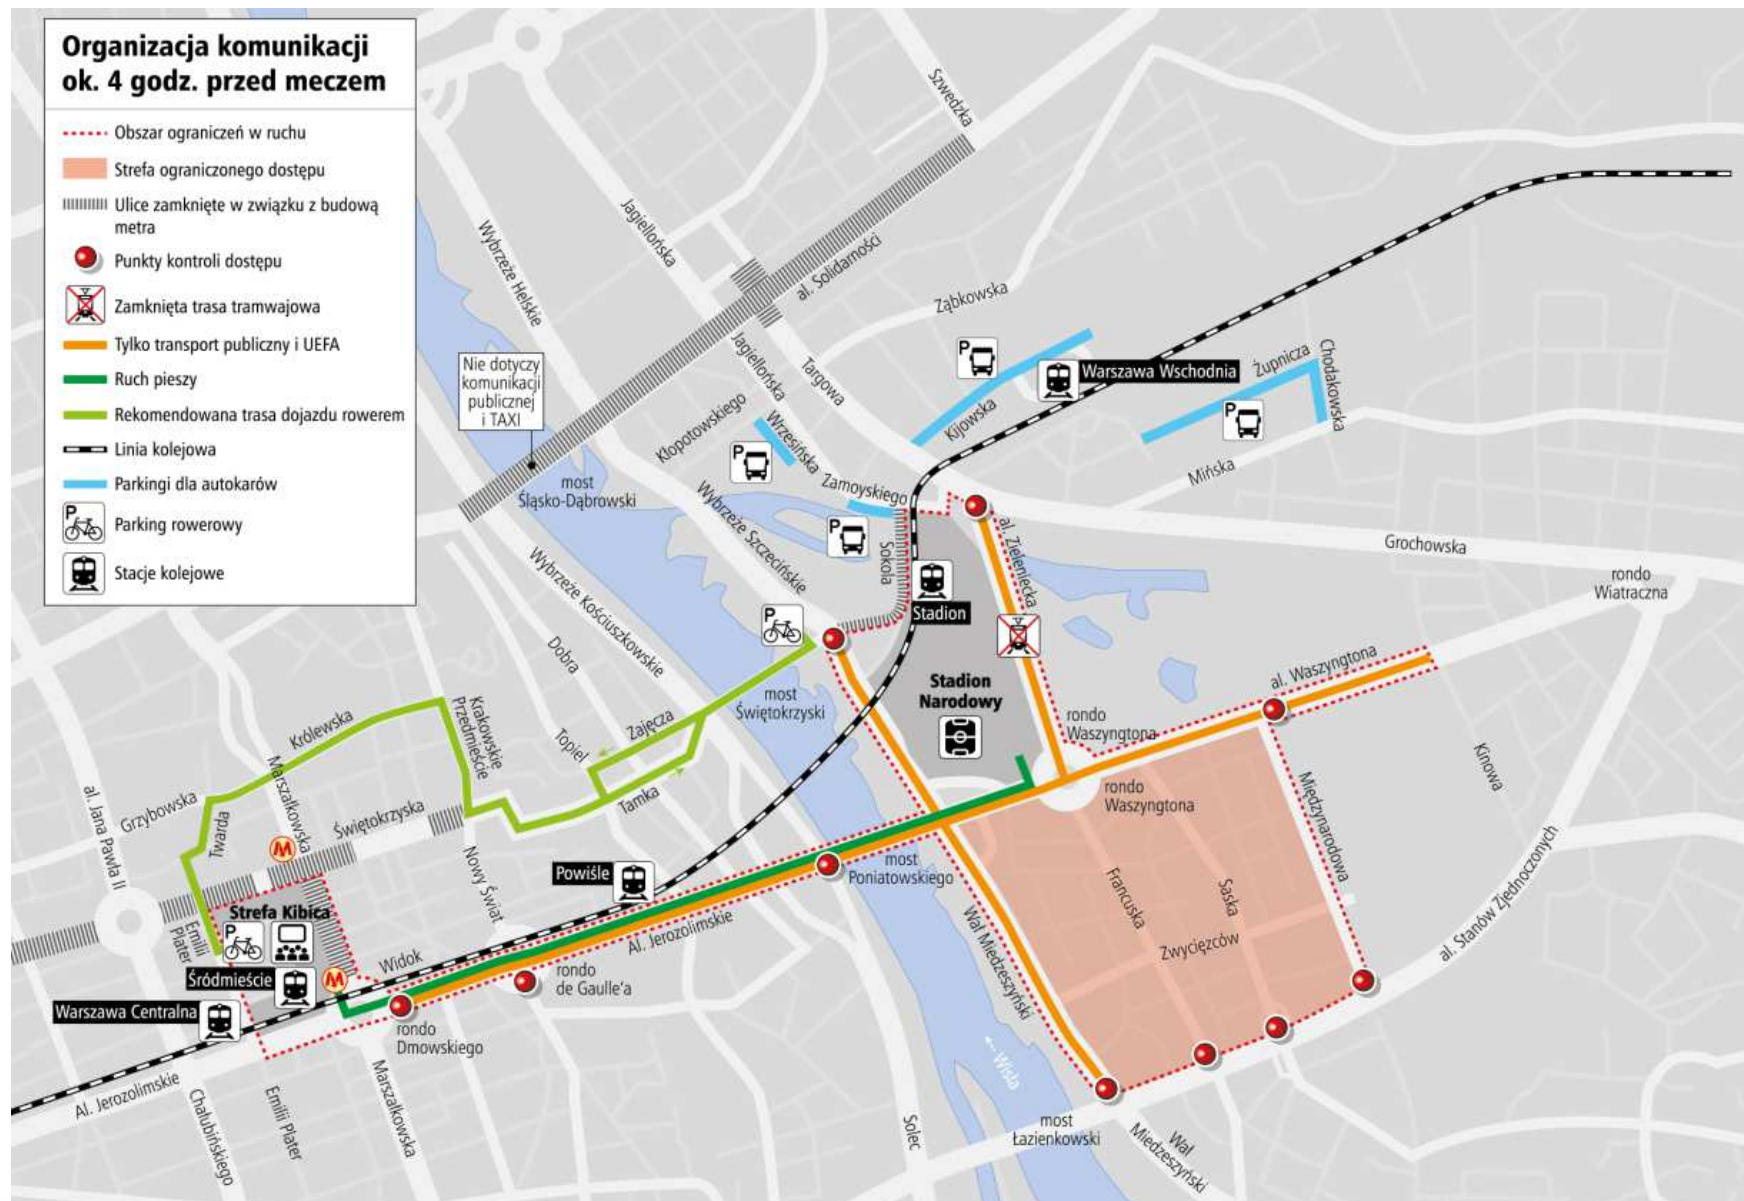 Organizacja komunikacji
ok. 4 godz. przed meczem
Obszar ograniczeń w ruchu
Strefa ograniczonego dostępu
Ulice zamknięte w związku z budową
metra
Punkty kontroli dostępu
Zamknięta trasa tramwajowa
Tylko transport publiczny i UEFA
Ruch pieszy
Rekomendowana trasa dojazdu rowerem
Linia kolejowa
Parkingi dla autokarów
P
Parking rowerowy
Stacje kolejowe
Szwedzka
Jagiellońska
Wybrzeże Helskie
al. Solidarności
Ząbkowska
Nie dotyczy
komunikacji
publicznej
i TAXI
Jagiellońska
Targowa
P
Warszawa Wschodnia
Żupnicza
Chodakowska
Kijowska
P
Kłopotowskiego
Wrzesińska
P
Mińska
most
Śląsko-Dąbrowski
Zamoyskiego
Wybrzeże Szczecińskie
P
Sokola
al. Zieleniecka
Grochowska
rondo
Wiatraczna
Wybrzeże Kościuszkowskie
Stadion
P
Dobra
Stadion
Narodowy
al. Waszyngtona
most
Świętokrzyski
rondo
Waszyngtona
Krakowskie
Przedmieście
Królewska
Zajęcza
Topiel
Kinowa
Marszałkowska
al. Jana Pawła II
Grzybowska
Twarda
Świętokrzyska
Tamka
rondo
Waszyngtona
Międzynarodowa
M
Nowy Świat
Powiśle
most
Poniatowskiego
Francuska
Saska
Zwycięzców
al. Stanów Zjednoczonych
Strefa Kibica
P
Emilii
Plater
Widok
Al. Jerozolimskie
Wał Miedzeszyński
Śródmieście
M
rondo
de Gaulle'a
Warszawa Centralna
rondo
Dmowskiego
Wisła
Al. Jerozolimskie
Chałubińskiego
Emilii Plater
Marszałkowska
Solec
most
Łazienkowski
Wał
Miedzeszyński